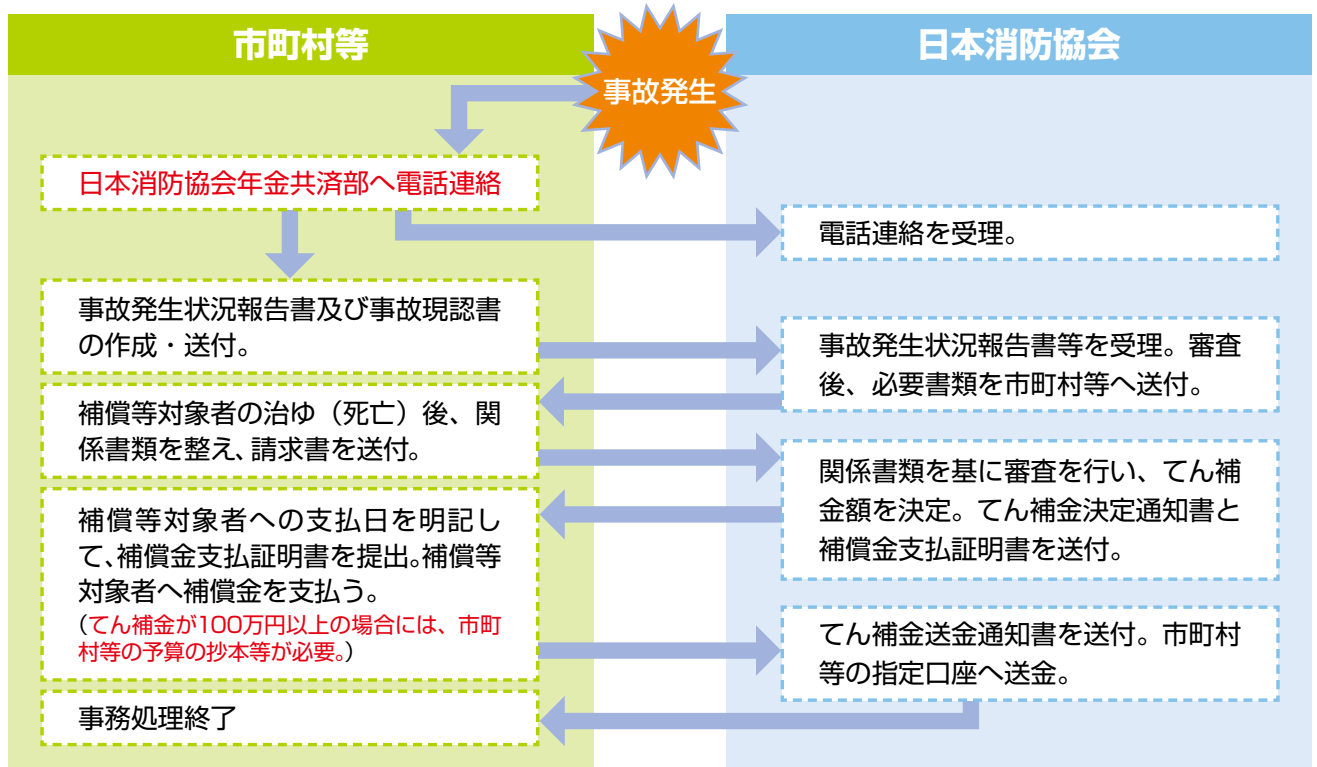 市町村等
事故発生
日本消防協会
日本消防協会年金共済部へ電話連絡
電話連絡を受理。
事故発生状況報告書及び事故現認書
の作成・送付。
事故発生状況報告書等を受理。審査
後、必要書類を市町村等へ送付。
補償等対象者の治ゆ（死亡）後、関
係書類を整え、請求書を送付。
関係書類を基に審査を行い、てん補
金額を決定。てん補金決定通知書と
補償金支払証明書を送付。
補償等対象者への支払日を明記し
て、補償金支払証明書を提出。補償等
対象者へ補償金を支払う。
（てん補金が100万円以上の場合には、市町
村等の予算の抄本等が必要。）
てん補金送金通知書を送付。市町村
等の指定口座へ送金。
事務処理終了